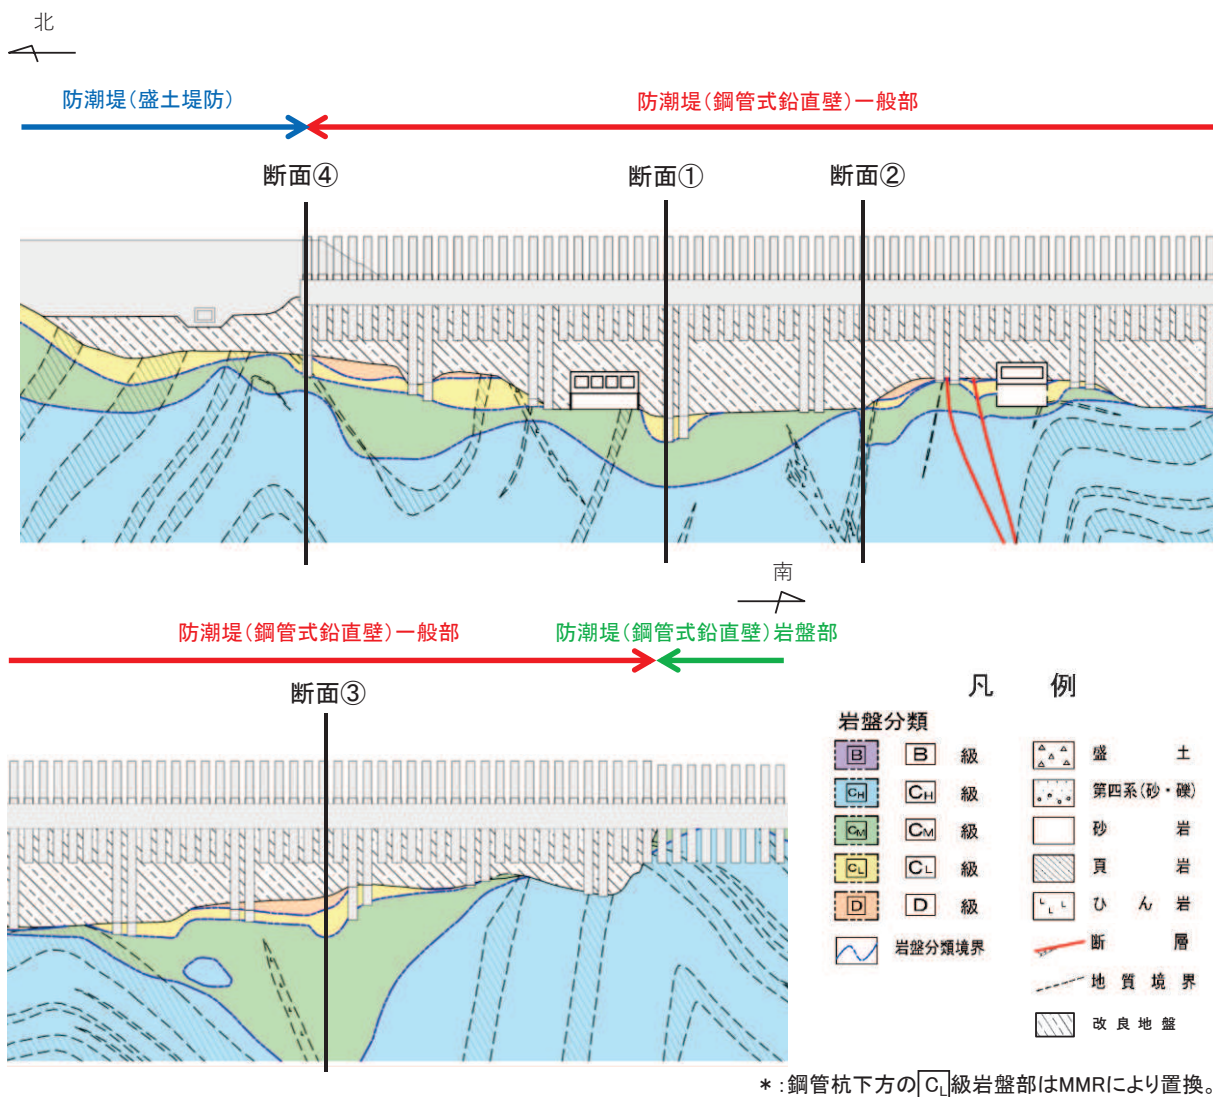 北
防潮堤(盛土堤防)
防潮堤(鋼管式鉛直壁)一般部
断面④
断面①
断面②
南
防潮堤(鋼管式鉛直壁)一般部
防潮堤(鋼管式鉛直壁)岩盤部
断面③
凡 例
岩盤分類
B B 級
CH CH 級
CM CM 級
CL CL 級
D D 級
岩盤分類境界
盛 土
第四系(砂・礫)
砂 岩
頁 岩
ひ ん 岩
断 層
地 質 境 界
改 良 地 盤
*:鋼管杭下方のCL級岩盤部はMMRにより置換。